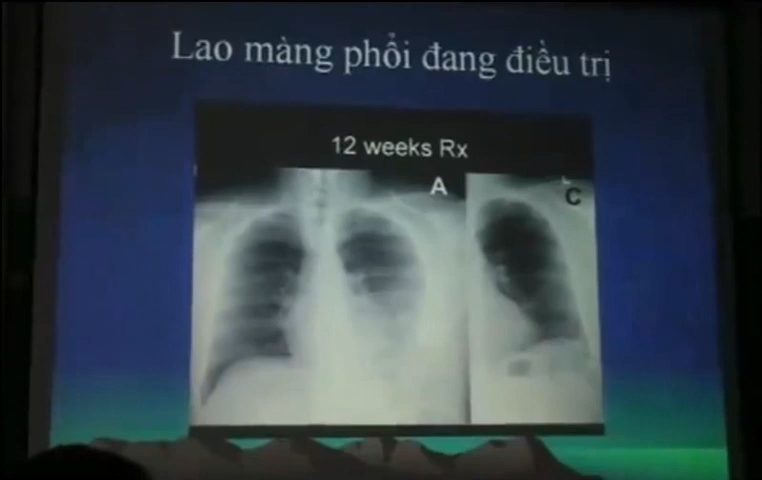 Lao màng phổi đang điều trị
12 weeks Rx
A
C